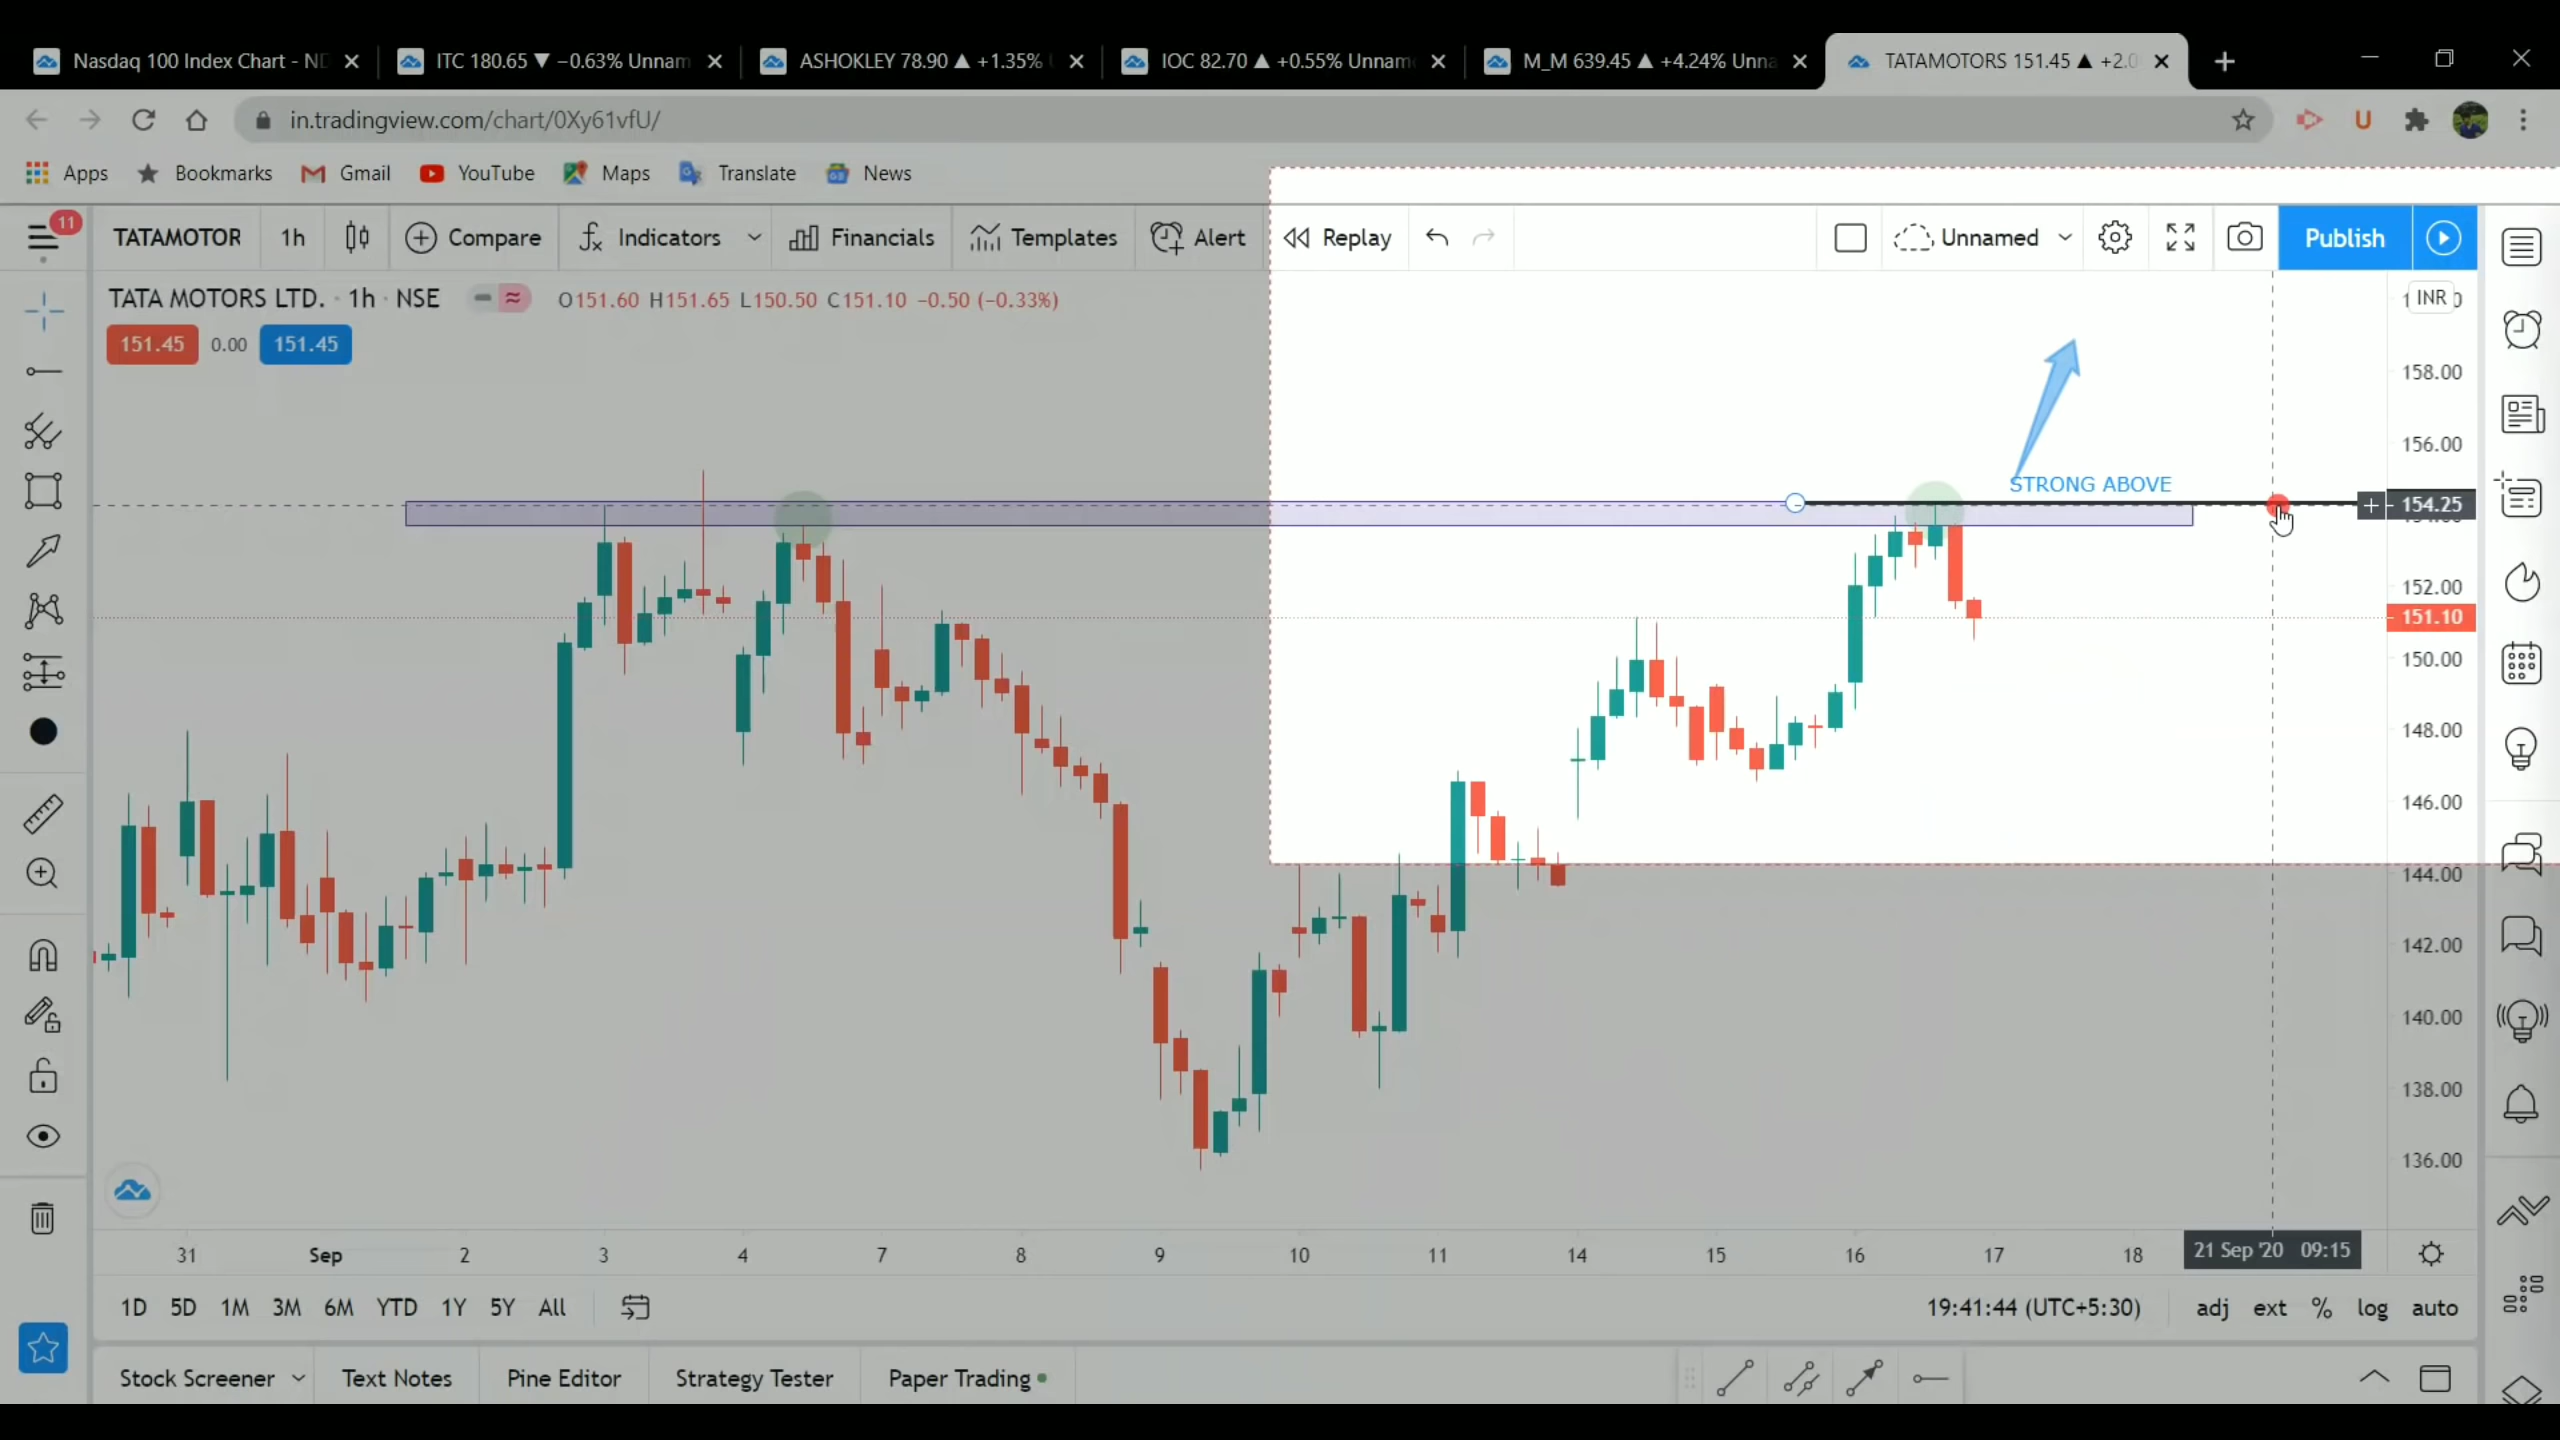 Nasdaq 100 Index Chart - ND
ITC 180.65 ▼ −0.63% Unnam
ASHOKLEY 78.90 ▲ +1.35% U
IOC 82.70 ▲ +0.55% Unnam
M_M 639.45 ▲ +4.24% Unna
TATAMOTORS 151.45 ▲ +2.0
in.tradingview.com/chart/0Xy61vfU/
U
Apps Bookmarks Gmail YouTube Maps Translate News
11
TATAMOTOR 1h Compare Indicators Financials Templates Alert Replay Unnamed Publish
TATA MOTORS LTD. · 1h · NSE O151.60 H151.65 L150.50 C151.10 −0.50 (−0.33%)
INR
151.45 0.00 151.45
158.00
156.00
STRONG ABOVE
154.25
152.00
151.10
150.00
148.00
146.00
144.00
142.00
140.00
138.00
136.00
31 Sep 2 3 4 7 8 9 10 11 14 15 16 17 18 21 Sep '20 09:15
1D 5D 1M 3M 6M YTD 1Y 5Y All 19:41:44 (UTC+5:30) adj ext % log auto
Stock Screener Text Notes Pine Editor Strategy Tester Paper Trading